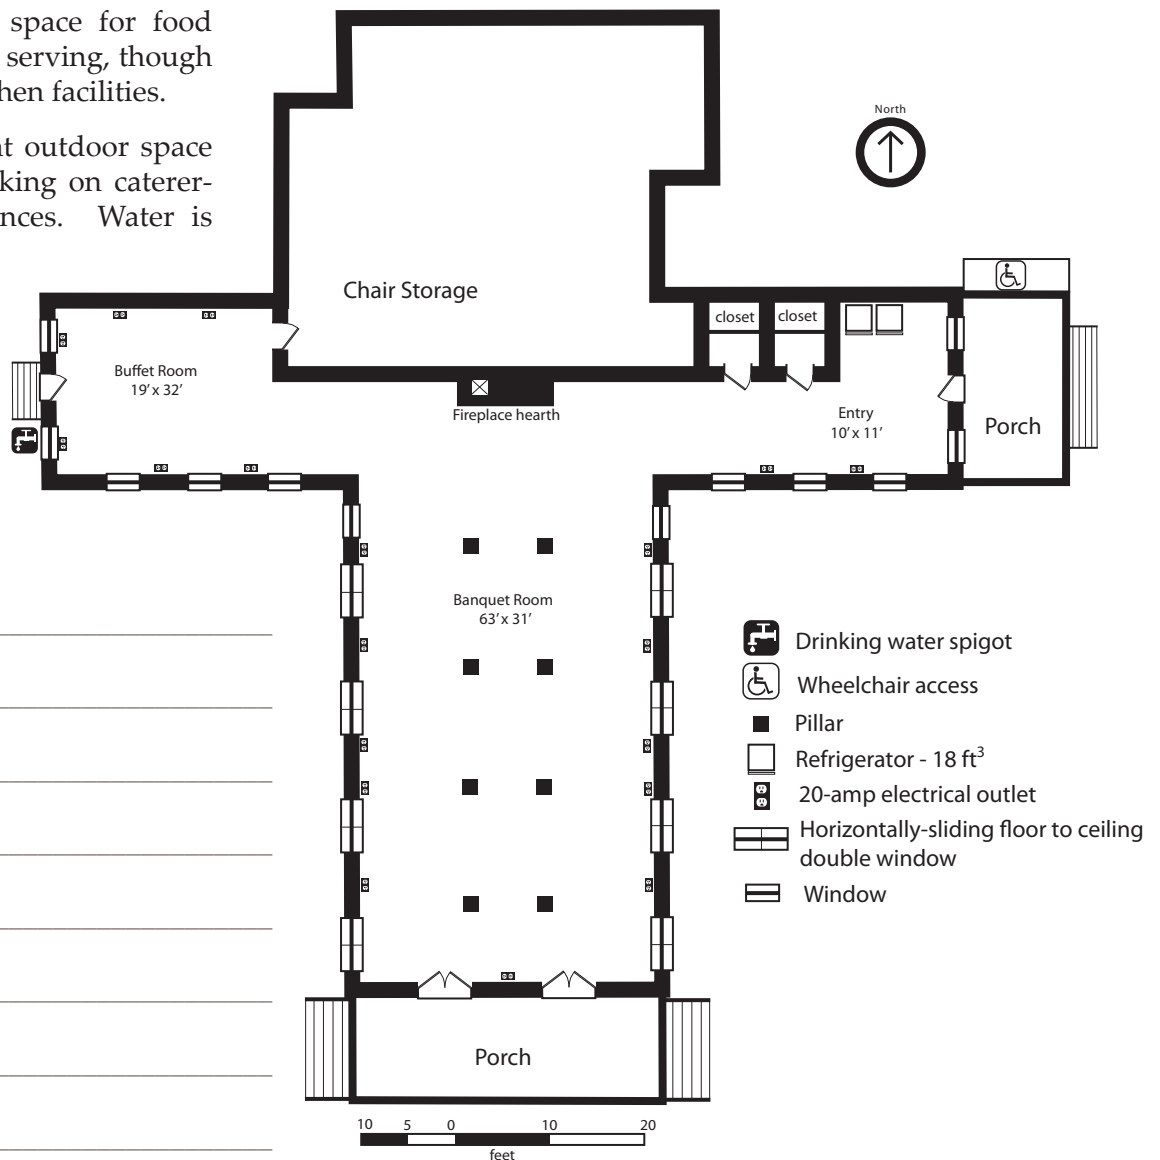 space for food
serving, though
hen facilities.
t outdoor space
king on caterer-
nces. Water is
North
Chair Storage
closet
closet
Buffet Room
19’ x 32’
Fireplace hearth
Entry
10’ x 11’
Porch
Banquet Room
63’ x 31’
Drinking water spigot
Wheelchair access
Pillar
Refrigerator - 18 ft³
20-amp electrical outlet
Horizontally-sliding floor to ceiling
double window
Window
Porch
10 5 0 10 20
feet